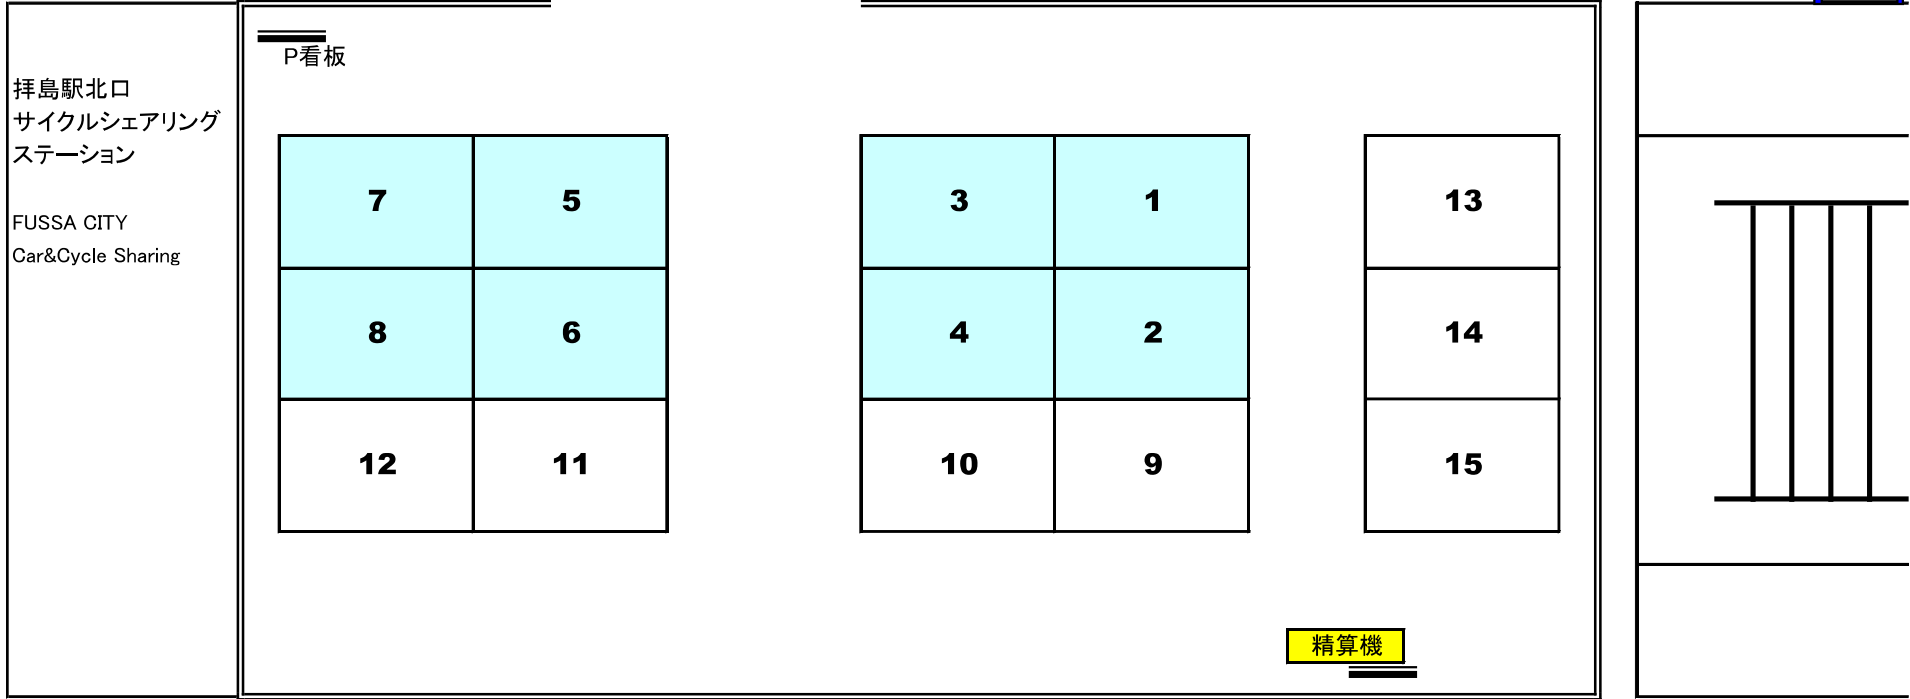 P看板
拝島駅北口
サイクルシェアリング
ステーション
FUSSA CITY
Car&Cycle Sharing
7 5 3 1 13
8 6 4 2 14
12 11 10 9 15
精算機